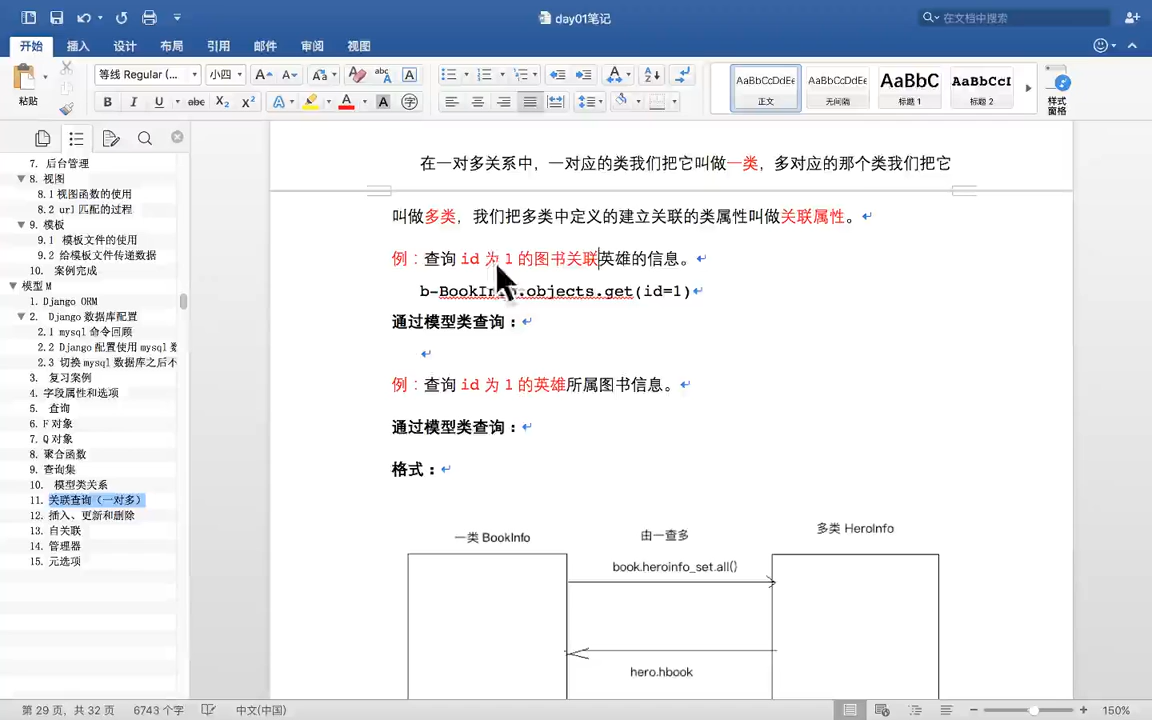 day01笔记
在文档中搜索
开始 插入 设计 布局 引用 邮件 审阅 视图
粘贴
等线 Regular (...
小四
AaBbCcDdEe
正文
AaBbCcDdEe
无间隔
AaBbC
标题 1
AaBbCcI
标题 2
样式
窗格
7. 后台管理
8. 视图
8.1 视图函数的使用
8.2 url 匹配的过程
9. 模板
9.1 模板文件的使用
9.2 给模板文件传递数据
10. 案例完成
模型 M
1. Django ORM
2. Django 数据库配置
2.1 mysql 命令回顾
2.2 Django 配置使用 mysql 数
2.3 切换 mysql 数据库之后不
3. 复习案例
4. 字段属性和选项
5. 查询
6. F 对象
7. Q 对象
8. 聚合函数
9. 查询集
10. 模型类关系
11. 关联查询（一对多）
12. 插入、更新和删除
13. 自关联
14. 管理器
15. 元选项
在一对多关系中，一对应的类我们把它叫做一类，多对应的那个类我们把它
叫做多类，我们把多类中定义的建立关联的类属性叫做关联属性。
例：查询 id 为 1 的图书关联英雄的信息。
b-BookInfo.objects.get(id=1)
通过模型类查询：
例：查询 id 为 1 的英雄所属图书信息。
通过模型类查询：
格式：
一类 BookInfo
由一查多
多类 HeroInfo
book.heroinfo_set.all()
hero.hbook
第 29 页，共 32 页 6743 个字 中文(中国)
150%